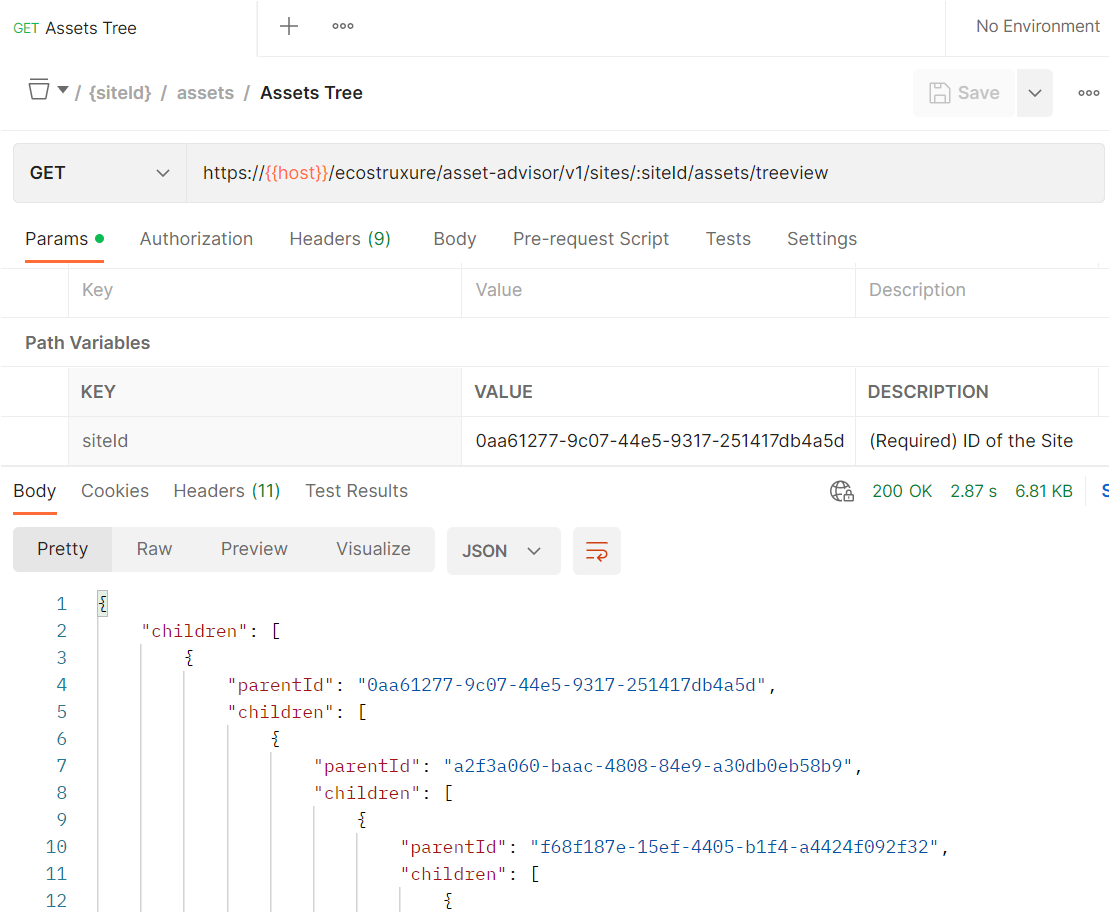 GET Assets Tree + ooo No Environment
/ {siteId} / assets / Assets Tree Save ooo
GET https://{{host}}/ecostruxure/asset-advisor/v1/sites/:siteId/assets/treeview
Params Authorization Headers (9) Body Pre-request Script Tests Settings
Key Value Description
Path Variables
KEY VALUE DESCRIPTION
siteId 0aa61277-9c07-44e5-9317-251417db4a5d (Required) ID of the Site
Body Cookies Headers (11) Test Results 200 OK 2.87 s 6.81 KB S
Pretty Raw Preview Visualize JSON
1 {
2 "children": [
3 {
4 "parentId": "0aa61277-9c07-44e5-9317-251417db4a5d",
5 "children": [
6 {
7 "parentId": "a2f3a060-baac-4808-84e9-a30db0eb58b9",
8 "children": [
9 {
10 "parentId": "f68f187e-15ef-4405-b1f4-a4424f092f32",
11 "children": [
12 {